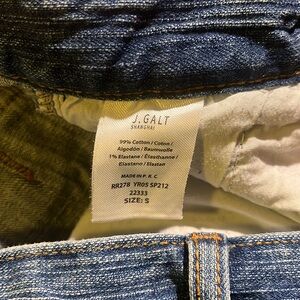 J. GALT
SHANGHAI
99% Cotton / Coton /
Algodón / Baumwolle
1% Elastane / Élasthanne /
Elastano / Elastan
MADE IN P. R. C
RR278 YR05 SP212
22333
SIZE: S